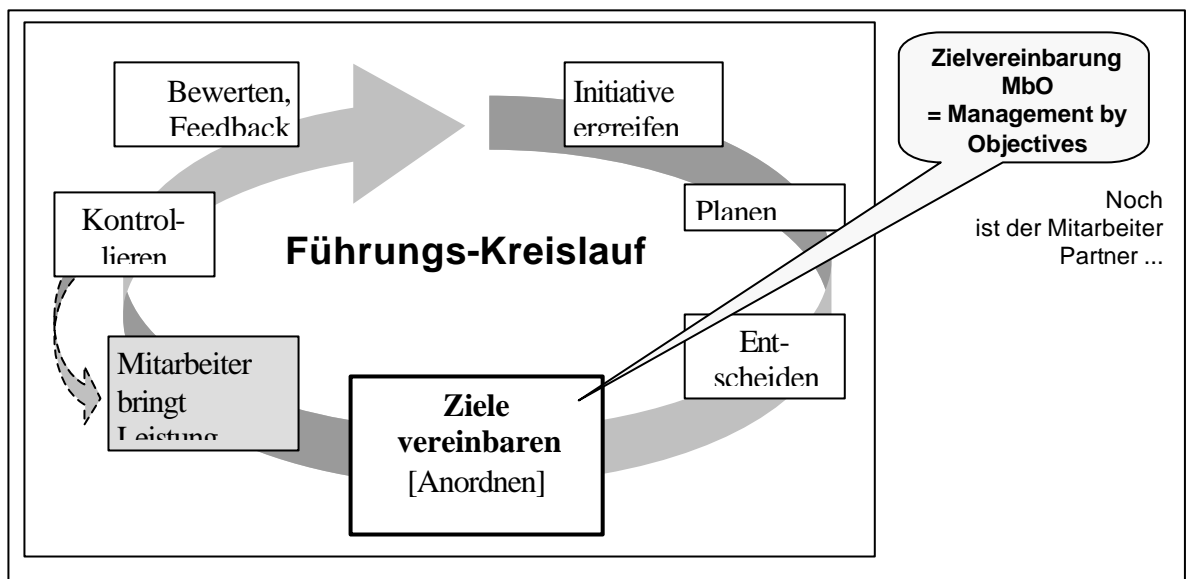 Bewerten,
Feedback
Initiative
ergreifen
Zielvereinbarung
MbO
= Management by
Objectives
Kontrol-
lieren
Führungs-Kreislauf
Planen
Noch
ist der Mitarbeiter
Partner ...
Mitarbeiter
bringt
Leistung
Ziele
vereinbaren
[Anordnen]
Ent-
scheiden